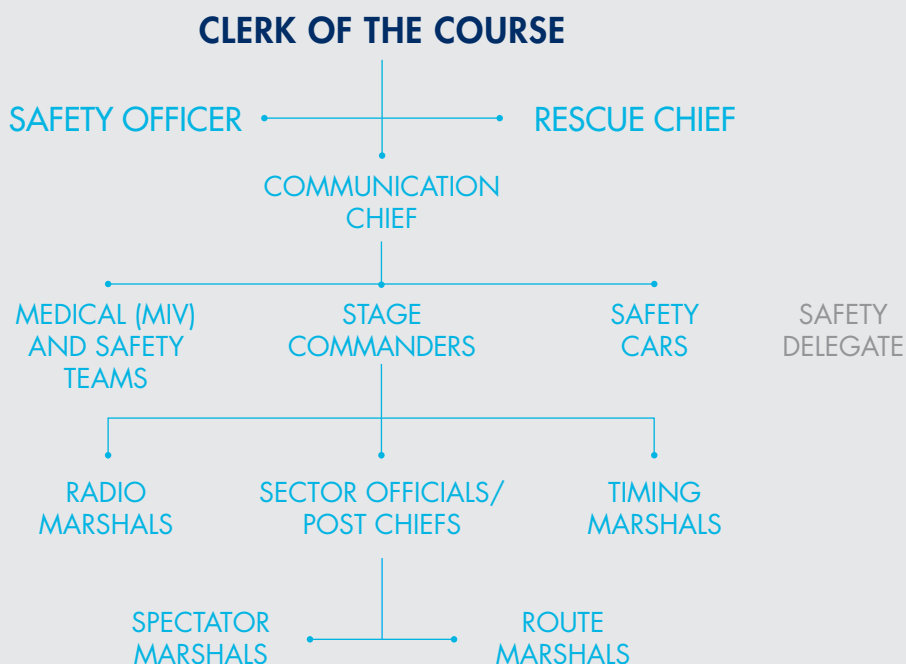 CLERK OF THE COURSE
SAFETY OFFICER
RESCUE CHIEF
COMMUNICATION
CHIEF
MEDICAL (MIV)
AND SAFETY
TEAMS
STAGE
COMMANDERS
SAFETY
CARS
SAFETY
DELEGATE
RADIO
MARSHALS
SECTOR OFFICIALS/
POST CHIEFS
TIMING
MARSHALS
SPECTATOR
MARSHALS
ROUTE
MARSHALS